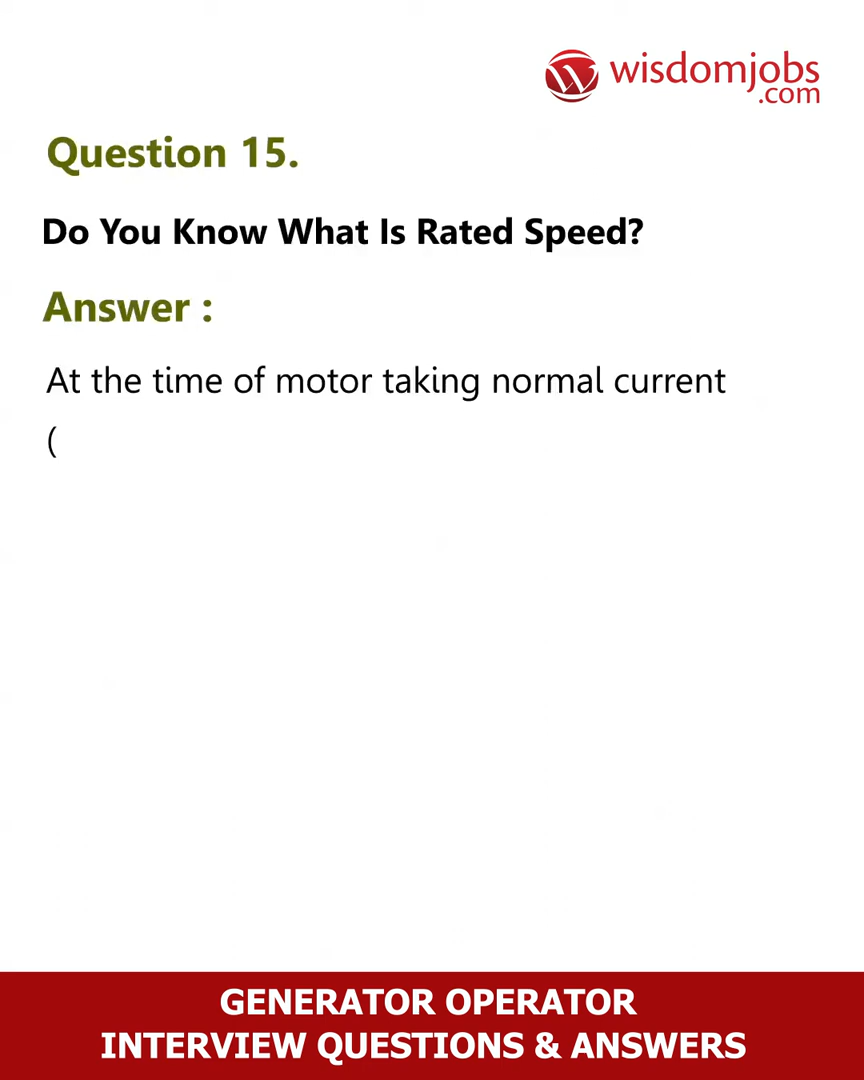 wisdomjobs
.com
Question 15.
Do You Know What Is Rated Speed?
Answer :
At the time of motor taking normal current
(
GENERATOR OPERATOR
INTERVIEW QUESTIONS & ANSWERS